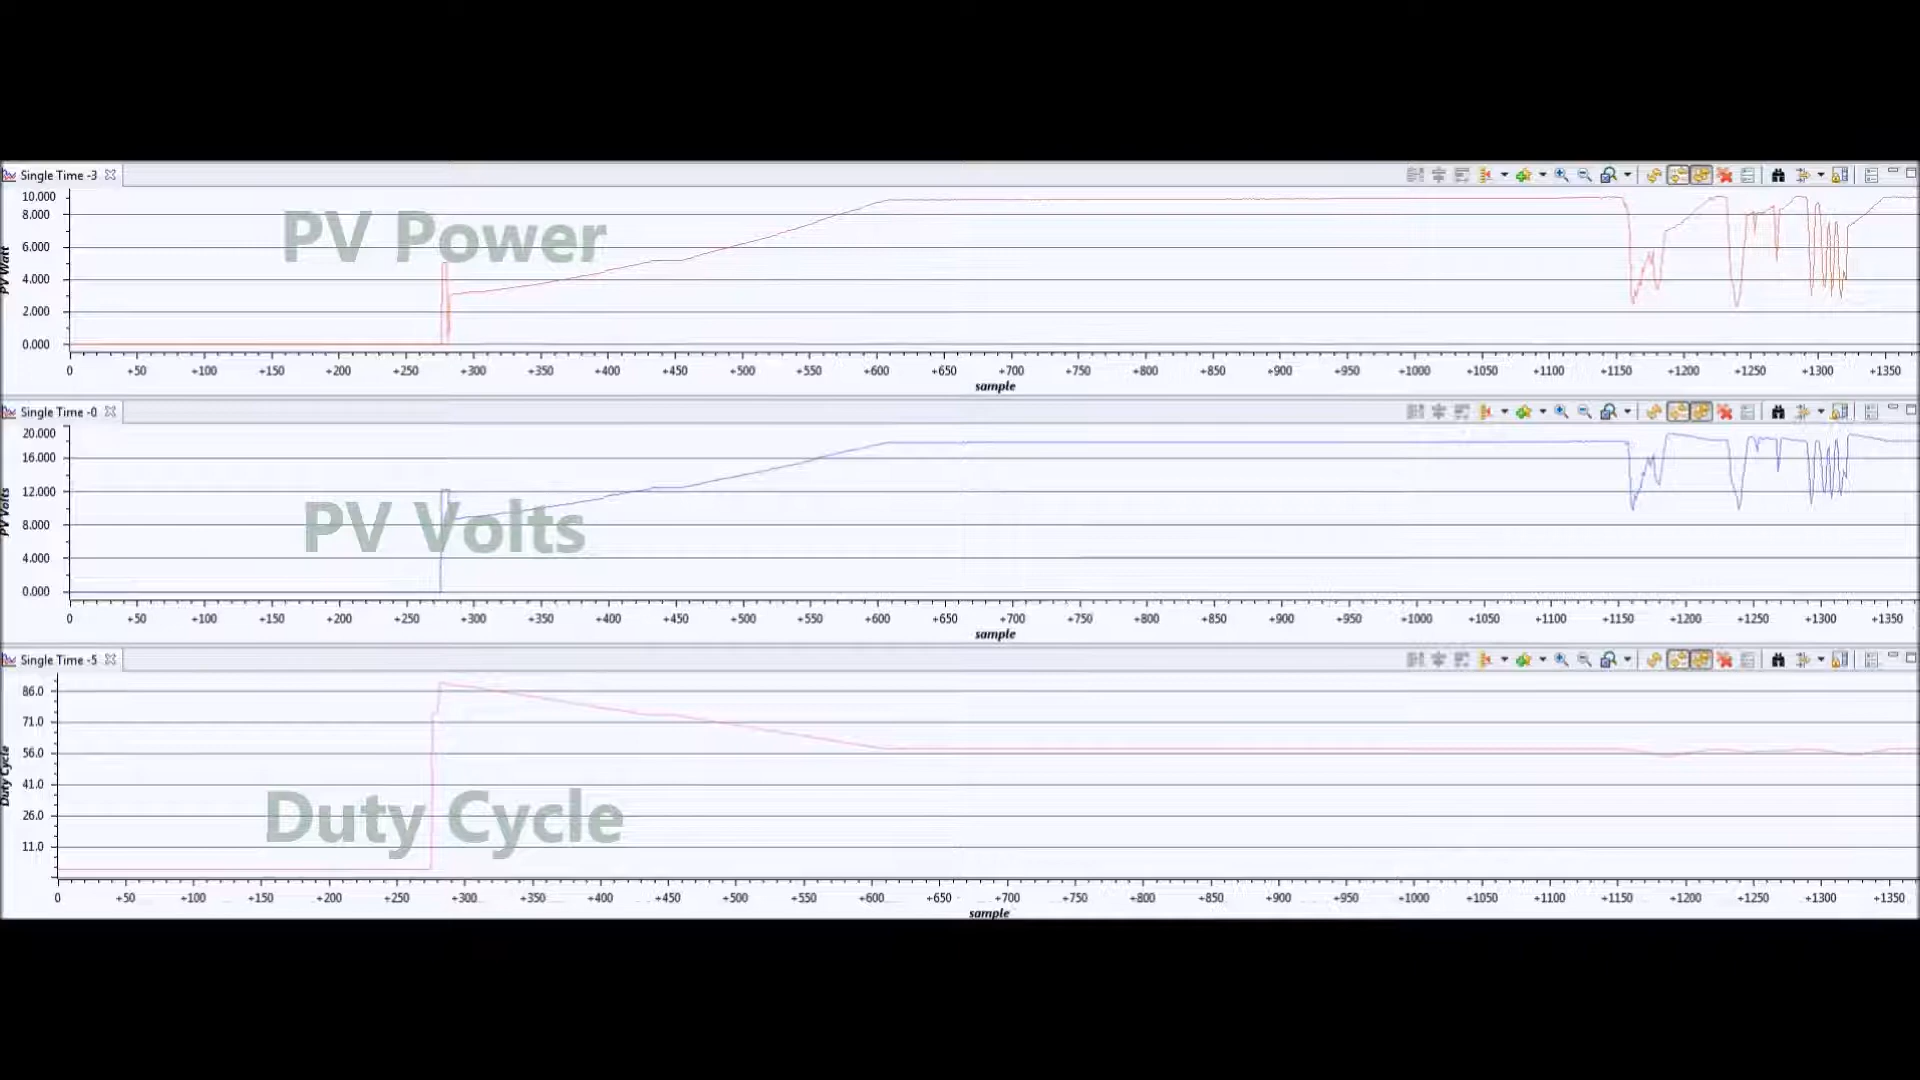 Single Time -3
10.000
8.000
6.000
4.000
2.000
0.000
PV Watt
PV Power
0 +50 +100 +150 +200 +250 +300 +350 +400 +450 +500 +550 +600 +650 +700 +750 +800 +850 +900 +950 +1000 +1050 +1100 +1150 +1200 +1250 +1300 +1350
sample
Single Time -0
20.000
16.000
12.000
8.000
4.000
0.000
PV Volts
PV Volts
0 +50 +100 +150 +200 +250 +300 +350 +400 +450 +500 +550 +600 +650 +700 +750 +800 +850 +900 +950 +1000 +1050 +1100 +1150 +1200 +1250 +1300 +1350
sample
Single Time -5
86.0
71.0
56.0
41.0
26.0
11.0
Duty Cycle
Duty Cycle
0 +50 +100 +150 +200 +250 +300 +350 +400 +450 +500 +550 +600 +650 +700 +750 +800 +850 +900 +950 +1000 +1050 +1100 +1150 +1200 +1250 +1300 +1350
sample